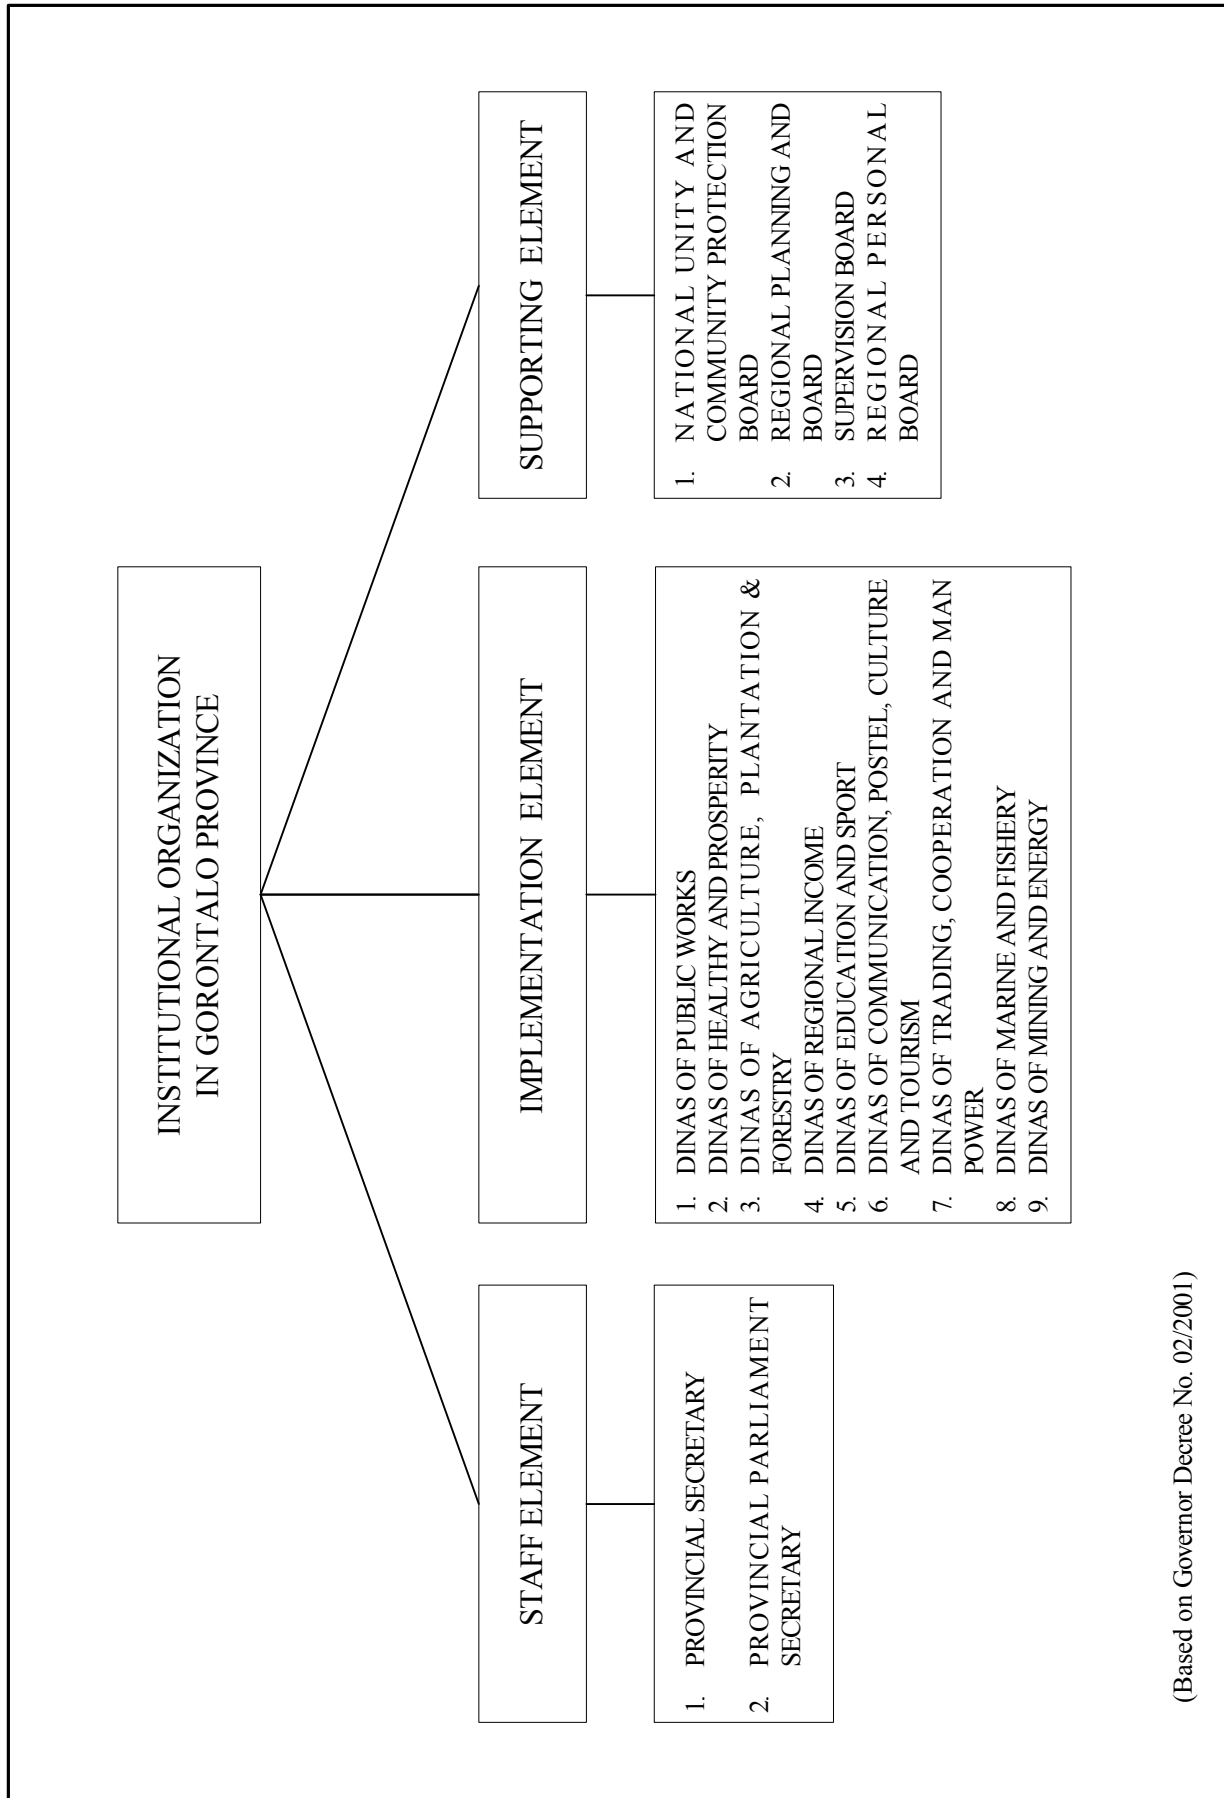 INSTITUTIONAL ORGANIZATION
IN GORONTALO PROVINCE
STAFF ELEMENT
1. PROVINCIAL SECRETARY
2. PROVINCIAL PARLIAMENT
SECRETARY
IMPLEMENTATION ELEMENT
1. DINAS OF PUBLIC WORKS
2. DINAS OF HEALTHY AND PROSPERITY
3. DINAS OF AGRICULTURE, PLANTATION &
FORESTRY
4. DINAS OF REGIONAL INCOME
5. DINAS OF EDUCATION AND SPORT
6. DINAS OF COMMUNICATION, POSTEL, CULTURE
AND TOURISM
7. DINAS OF TRADING, COOPERATION AND MAN
POWER
8. DINAS OF MARINE AND FISHERY
9. DINAS OF MINING AND ENERGY
SUPPORTING ELEMENT
1. NATIONAL UNITY AND
COMMUNITY PROTECTION
BOARD
2. REGIONAL PLANNING AND
BOARD
3. SUPERVISION BOARD
4. REGIONAL PERSONAL
BOARD
(Based on Governor Decree No. 02/2001)